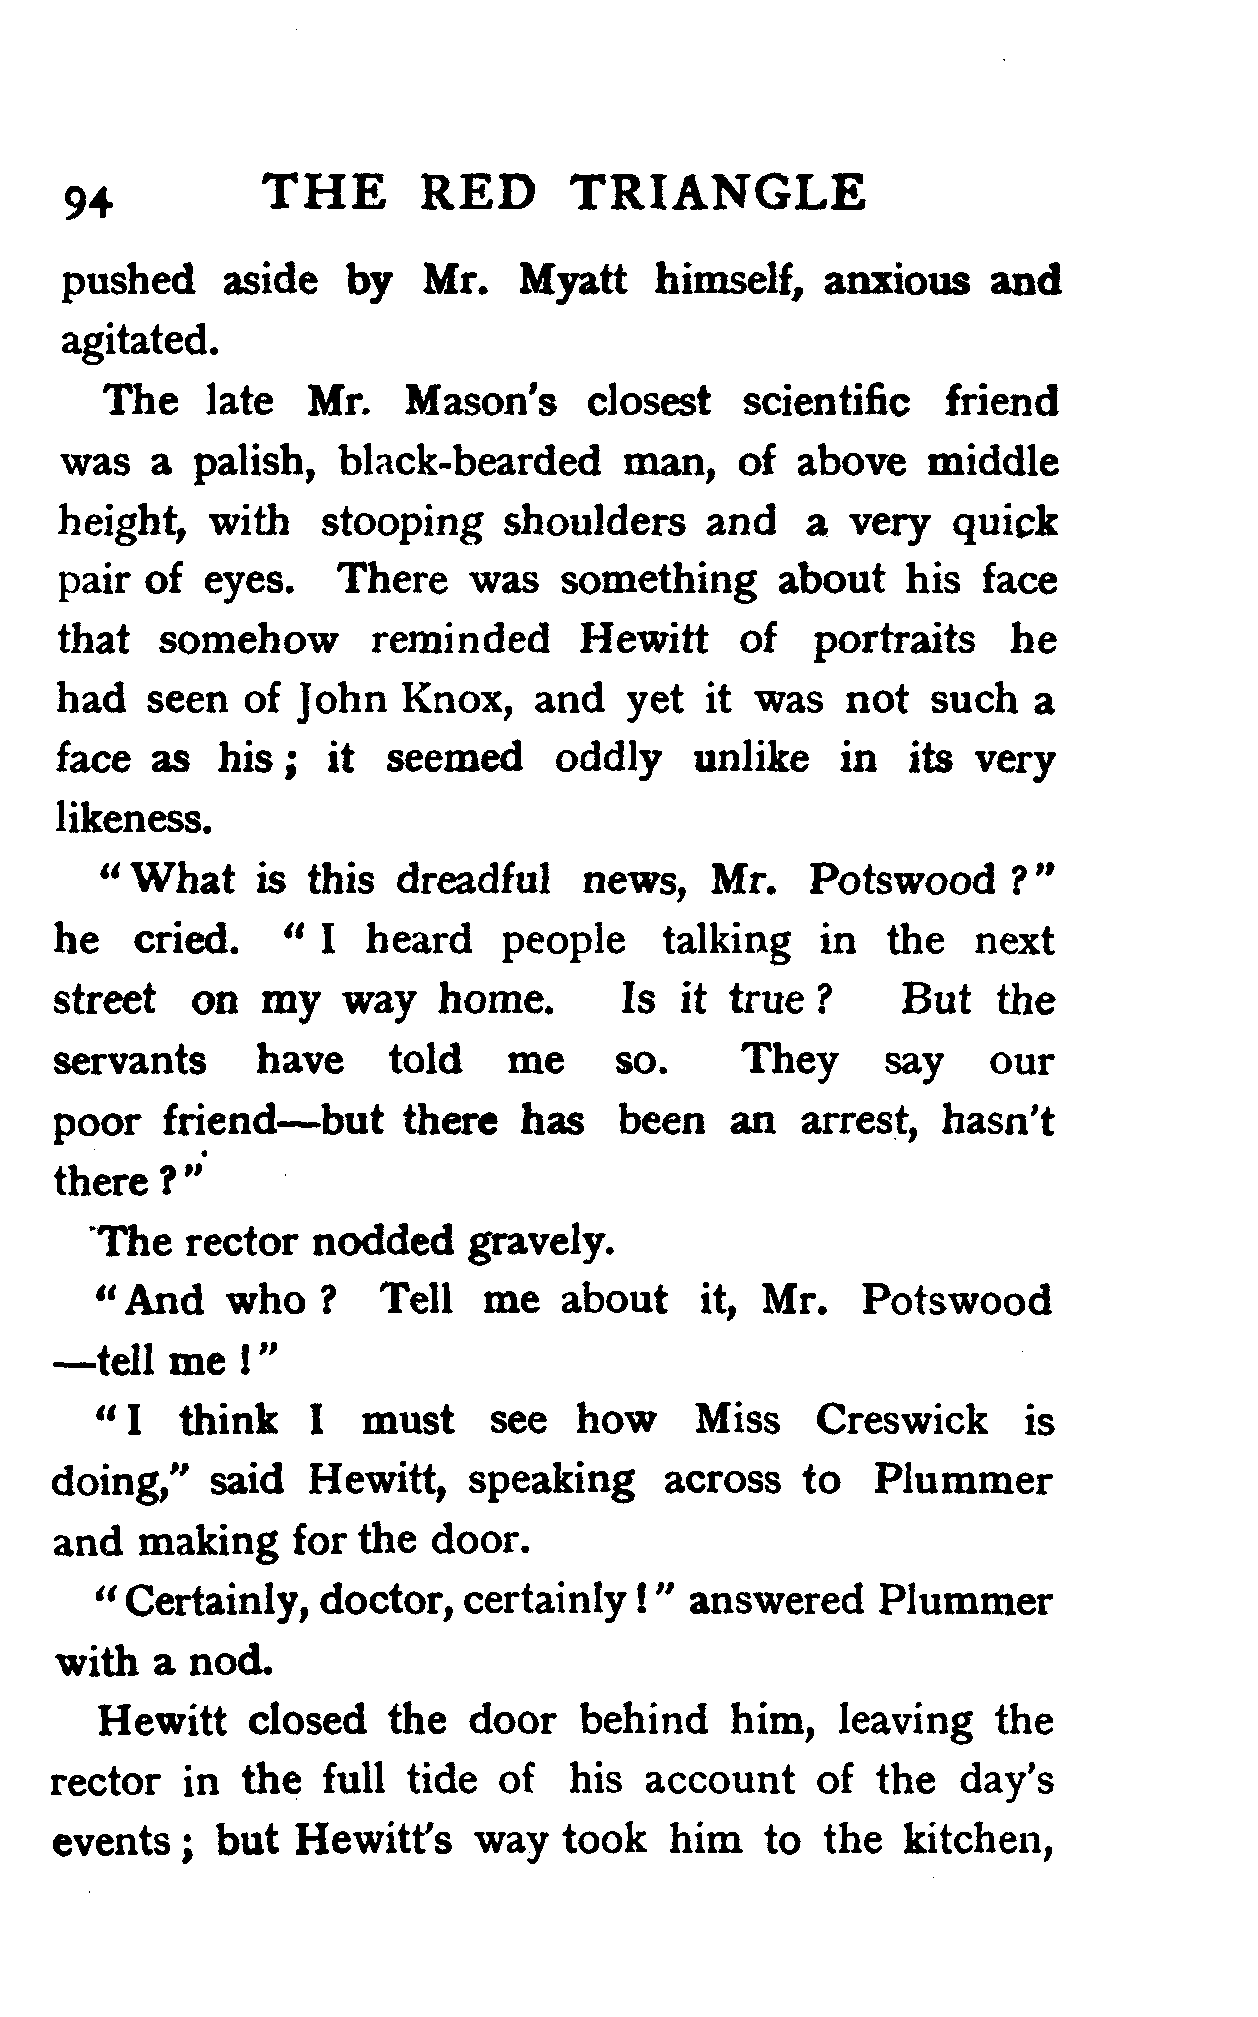 94 THE RED TRIANGLE
pushed aside by Mr. Myatt himself, anxious and
agitated.
The late Mr. Mason's closest scientific friend
was a palish, black-bearded man, of above middle
height, with stooping shoulders and a very quick
pair of eyes. There was something about his face
that somehow reminded Hewitt of portraits he
had seen of John Knox, and yet it was not such a
face as his ; it seemed oddly unlike in its very
likeness.
“ What is this dreadful news, Mr. Potswood ? ”
he cried. “ I heard people talking in the next
street on my way home. Is it true ? But the
servants have told me so. They say our
poor friend—but there has been an arrest, hasn't
there ? ”
The rector nodded gravely.
“ And who ? Tell me about it, Mr. Potswood
—tell me ! ”
“ I think I must see how Miss Creswick is
doing,” said Hewitt, speaking across to Plummer
and making for the door.
“ Certainly, doctor, certainly ! ” answered Plummer
with a nod.
Hewitt closed the door behind him, leaving the
rector in the full tide of his account of the day's
events ; but Hewitt's way took him to the kitchen,